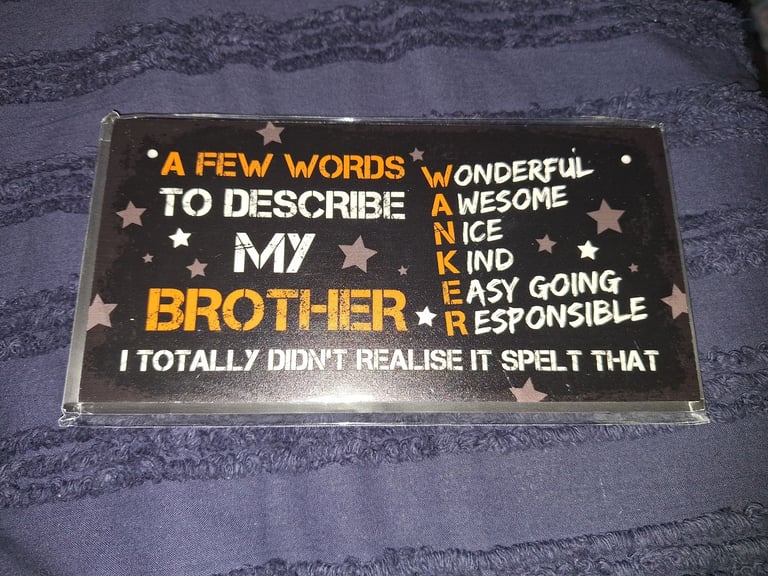 A FEW WORDS
TO DESCRIBE
MY
BROTHER
WONDERFUL
AWESOME
NICE
KIND
EASY GOING
RESPONSIBLE
I TOTALLY DIDN'T REALISE IT SPELT THAT